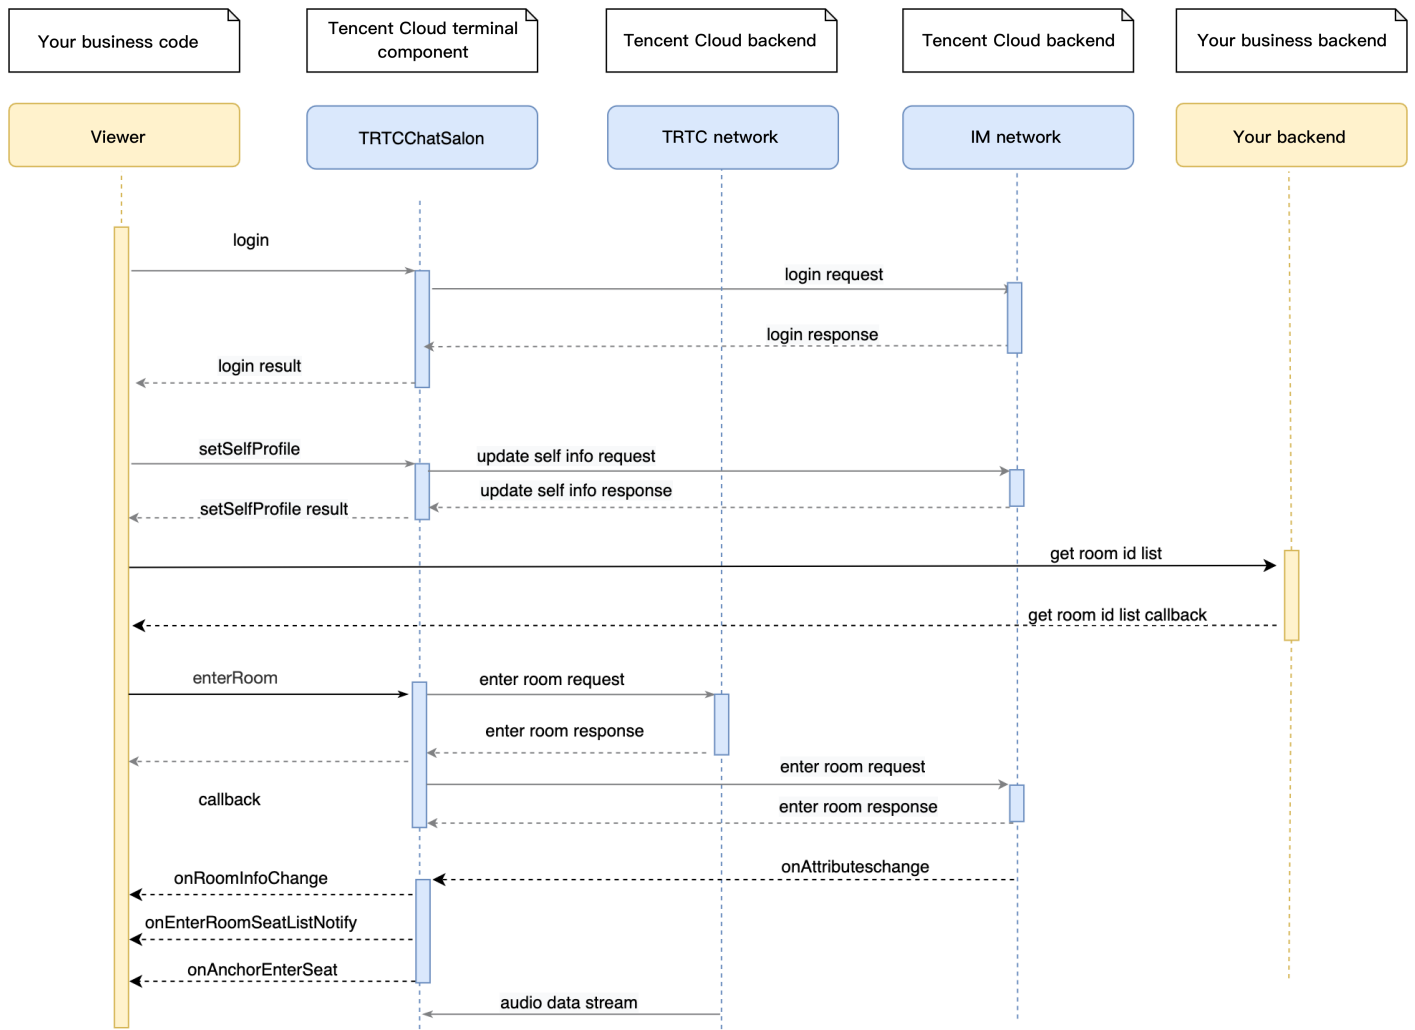 Your business code
Tencent Cloud terminal
component
Tencent Cloud backend
Tencent Cloud backend
Your business backend
Viewer
TRTCChatSalon
TRTC network
IM network
Your backend
login
login request
login response
login result
setSelfProfile
update self info request
update self info response
setSelfProfile result
get room id list
get room id list callback
enterRoom
enter room request
enter room response
enter room request
callback
enter room response
onAttributeschange
onRoomInfoChange
onEnterRoomSeatListNotify
onAnchorEnterSeat
audio data stream